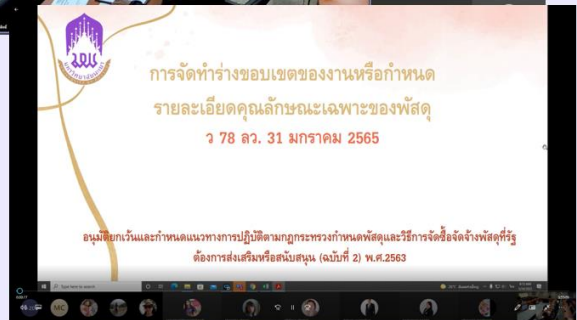 การจัดทำร่างขอบเขตของงานหรือกำหนด
รายละเอียดคุณลักษณะเฉพาะของพัสดุ
ว 78 ลว. 31 มกราคม 2565
อนุมัติยกเว้นและกำหนดแนวทางการปฏิบัติตามกฎกระทรวงกำหนดพัสดุและวิธีการจัดซื้อจัดจ้างพัสดุที่รัฐ
ต้องการส่งเสริมหรือสนับสนุน (ฉบับที่ 2) พ.ศ.2563
MC